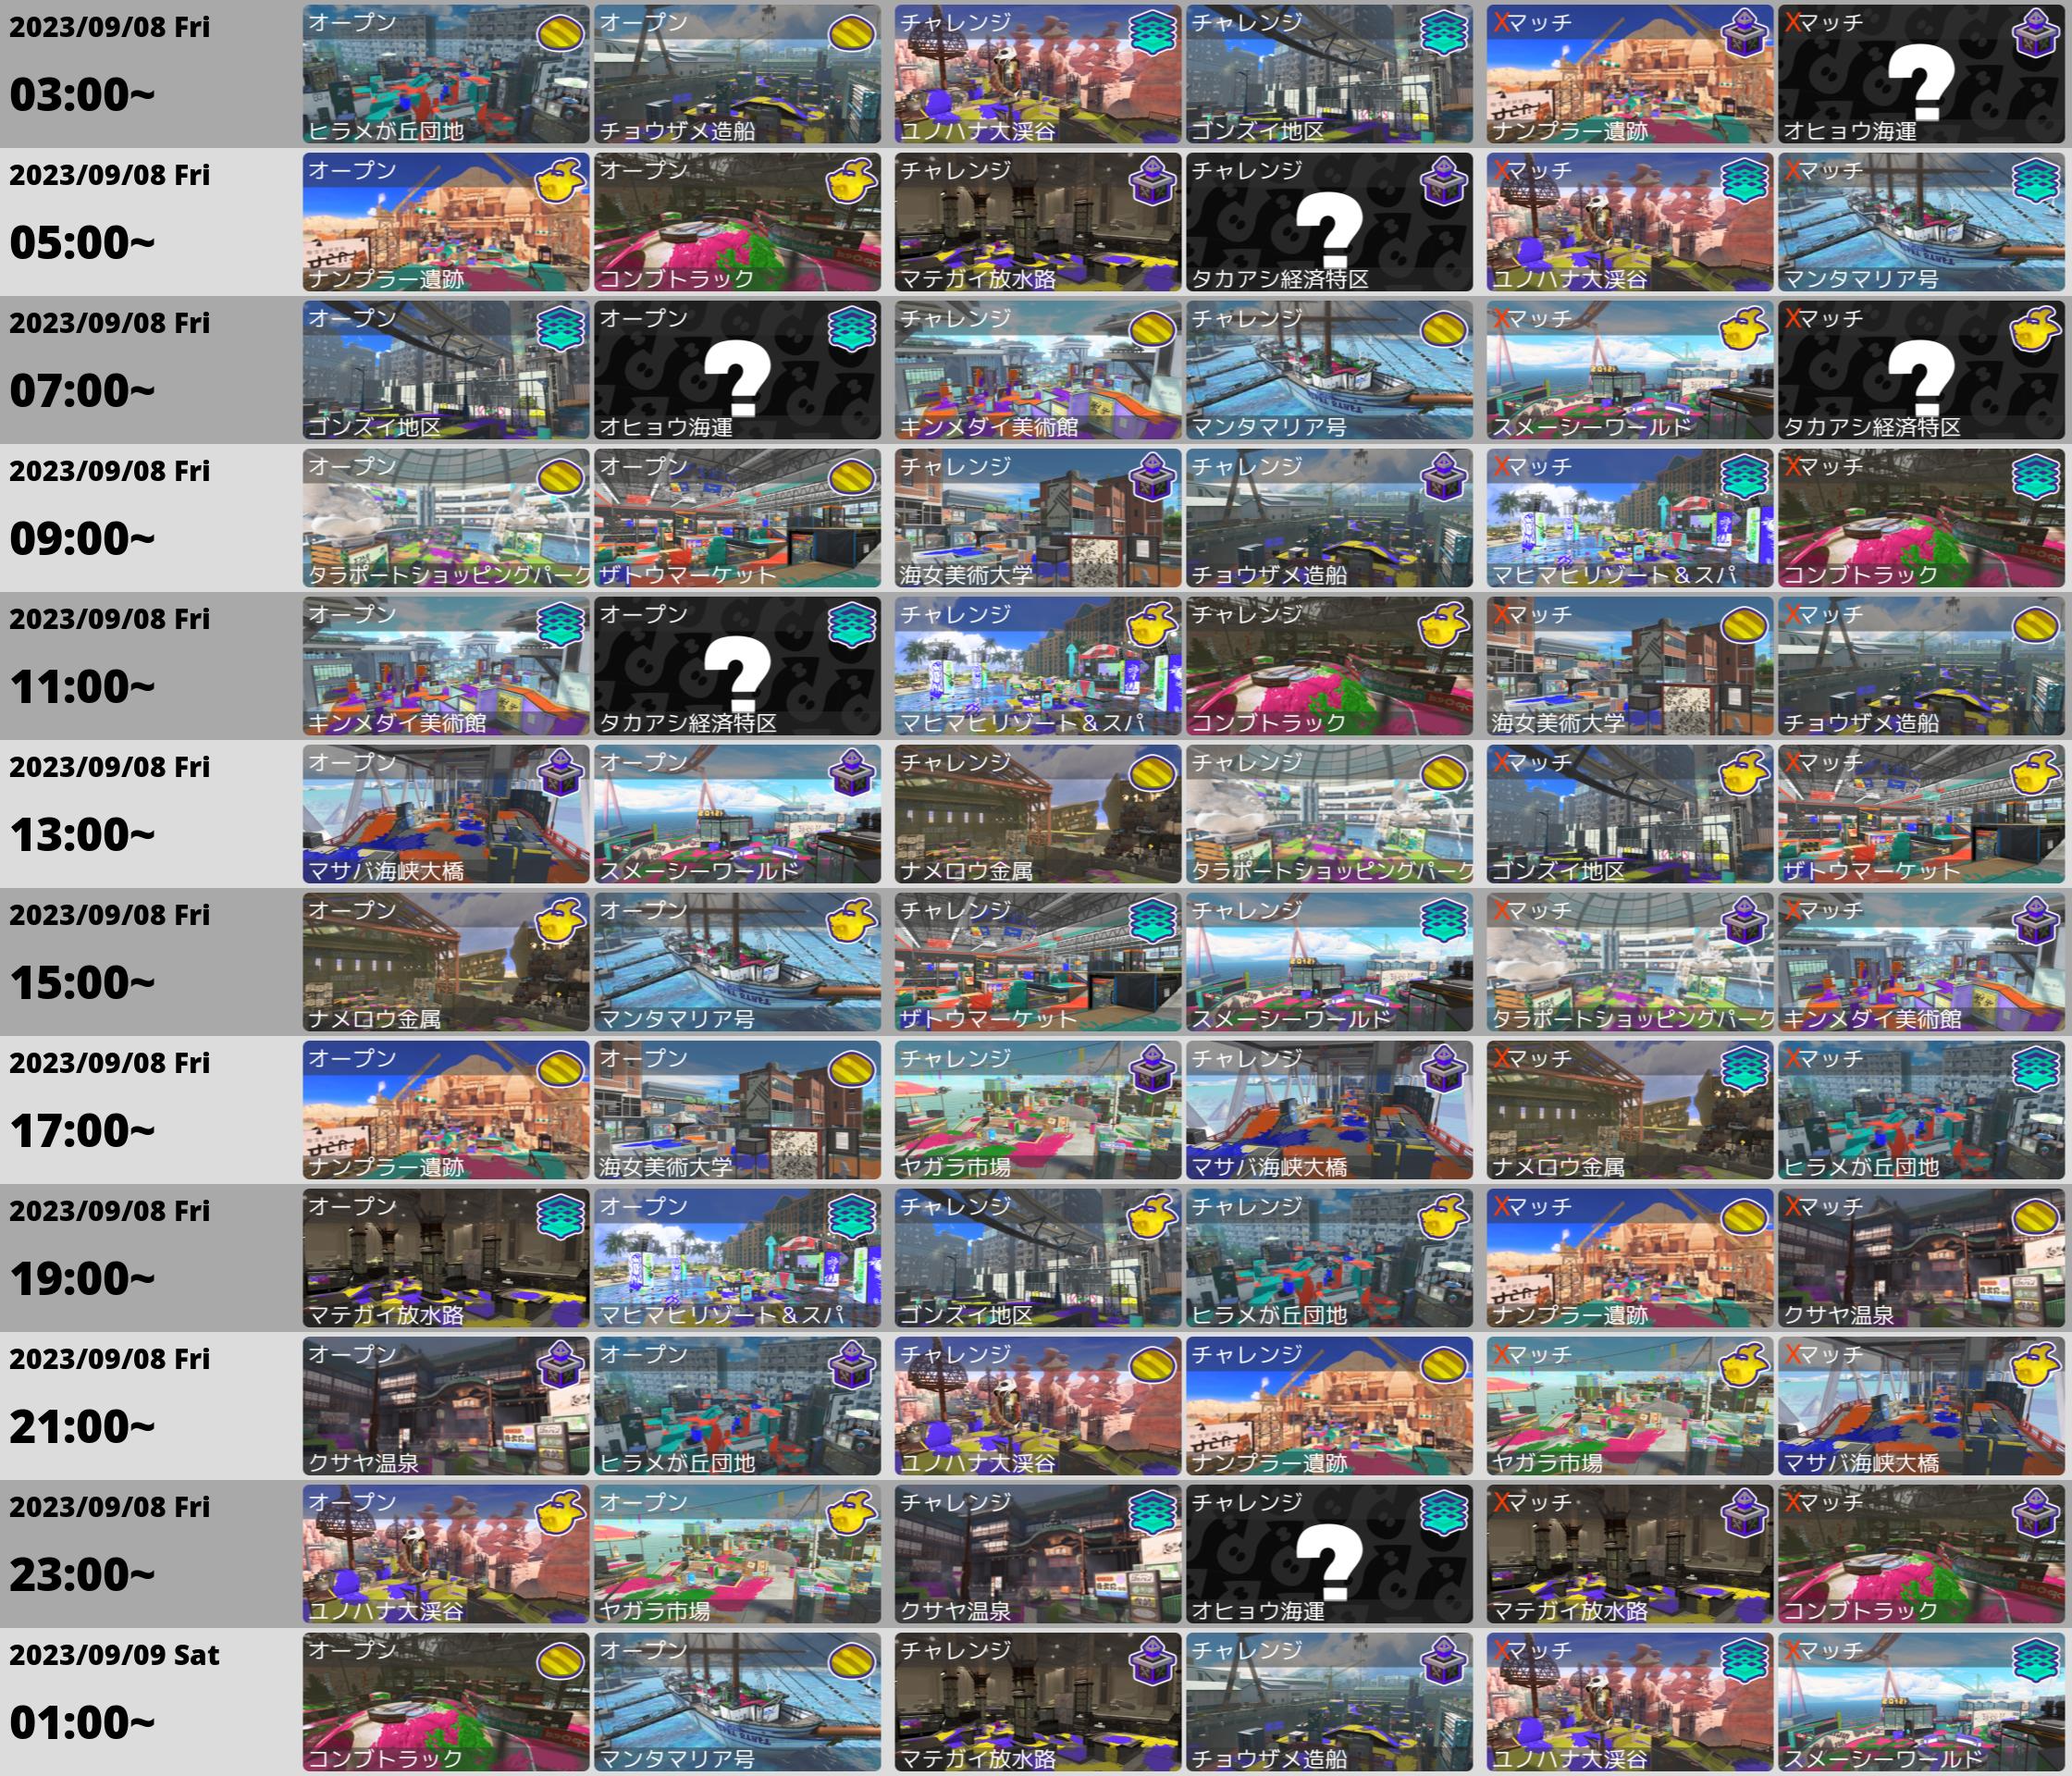 2023/09/08 Fri
03:00~
オープン オープン チャレンジ チャレンジ Xマッチ Xマッチ
ヒラメが丘団地 チョウザメ造船 ユノハナ大渓谷 ゴンズイ地区 ナンプラー遺跡 オヒョウ海運
2023/09/08 Fri
05:00~
オープン オープン チャレンジ チャレンジ Xマッチ Xマッチ
ナンプラー遺跡 コンブトラック マテガイ放水路 タカアシ経済特区 ユノハナ大渓谷 マンタマリア号
2023/09/08 Fri
07:00~
オープン オープン チャレンジ チャレンジ Xマッチ Xマッチ
ゴンズイ地区 オヒョウ海運 キンメダイ美術館 マンタマリア号 スメーシーワールド タカアシ経済特区
2023/09/08 Fri
09:00~
オープン オープン チャレンジ チャレンジ Xマッチ Xマッチ
タラポートショッピングパーク ザトウマーケット 海女美術大学 チョウザメ造船 マヒマヒリゾート&スパ コンブトラック
2023/09/08 Fri
11:00~
オープン オープン チャレンジ チャレンジ Xマッチ Xマッチ
キンメダイ美術館 タカアシ経済特区 マヒマヒリゾート&スパ コンブトラック 海女美術大学 チョウザメ造船
2023/09/08 Fri
13:00~
オープン オープン チャレンジ チャレンジ Xマッチ Xマッチ
マサバ海峡大橋 スメーシーワールド ナメロウ金属 タラポートショッピングパーク ゴンズイ地区 ザトウマーケット
2023/09/08 Fri
15:00~
オープン オープン チャレンジ チャレンジ Xマッチ Xマッチ
ナメロウ金属 マンタマリア号 ザトウマーケット スメーシーワールド タラポートショッピングパーク キンメダイ美術館
2023/09/08 Fri
17:00~
オープン オープン チャレンジ チャレンジ Xマッチ Xマッチ
ナンプラー遺跡 海女美術大学 ヤガラ市場 マサバ海峡大橋 ナメロウ金属 ヒラメが丘団地
2023/09/08 Fri
19:00~
オープン オープン チャレンジ チャレンジ Xマッチ Xマッチ
マテガイ放水路 マヒマヒリゾート&スパ ゴンズイ地区 ヒラメが丘団地 ナンプラー遺跡 クサヤ温泉
2023/09/08 Fri
21:00~
オープン オープン チャレンジ チャレンジ Xマッチ Xマッチ
クサヤ温泉 ヒラメが丘団地 ユノハナ大渓谷 ナンプラー遺跡 ヤガラ市場 マサバ海峡大橋
2023/09/08 Fri
23:00~
オープン オープン チャレンジ チャレンジ Xマッチ Xマッチ
ユノハナ大渓谷 ヤガラ市場 クサヤ温泉 オヒョウ海運 マテガイ放水路 コンブトラック
2023/09/09 Sat
01:00~
オープン オープン チャレンジ チャレンジ Xマッチ Xマッチ
コンブトラック マンタマリア号 マテガイ放水路 チョウザメ造船 ユノハナ大渓谷 スメーシーワールド